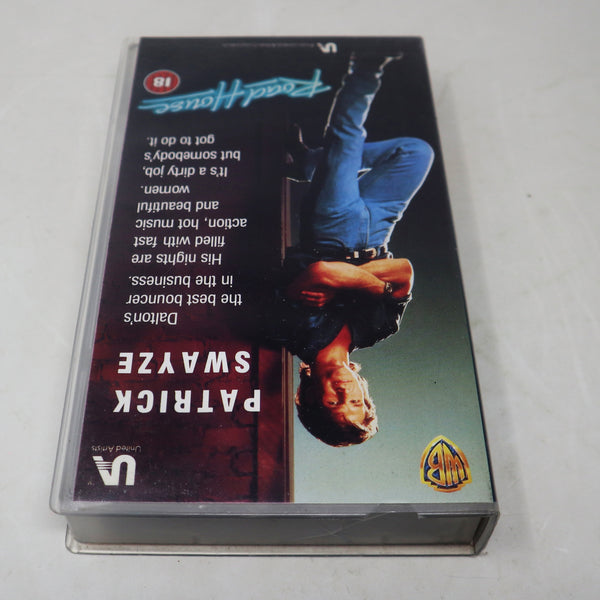 UA
United Artists
WB
PATRICK
SWAYZE
Dalton's
the best bouncer
in the business.
His nights are
filled with fast
action, hot music
and beautiful
women.
It's a dirty job,
but somebody's
got to do it.
Road House
18
UA